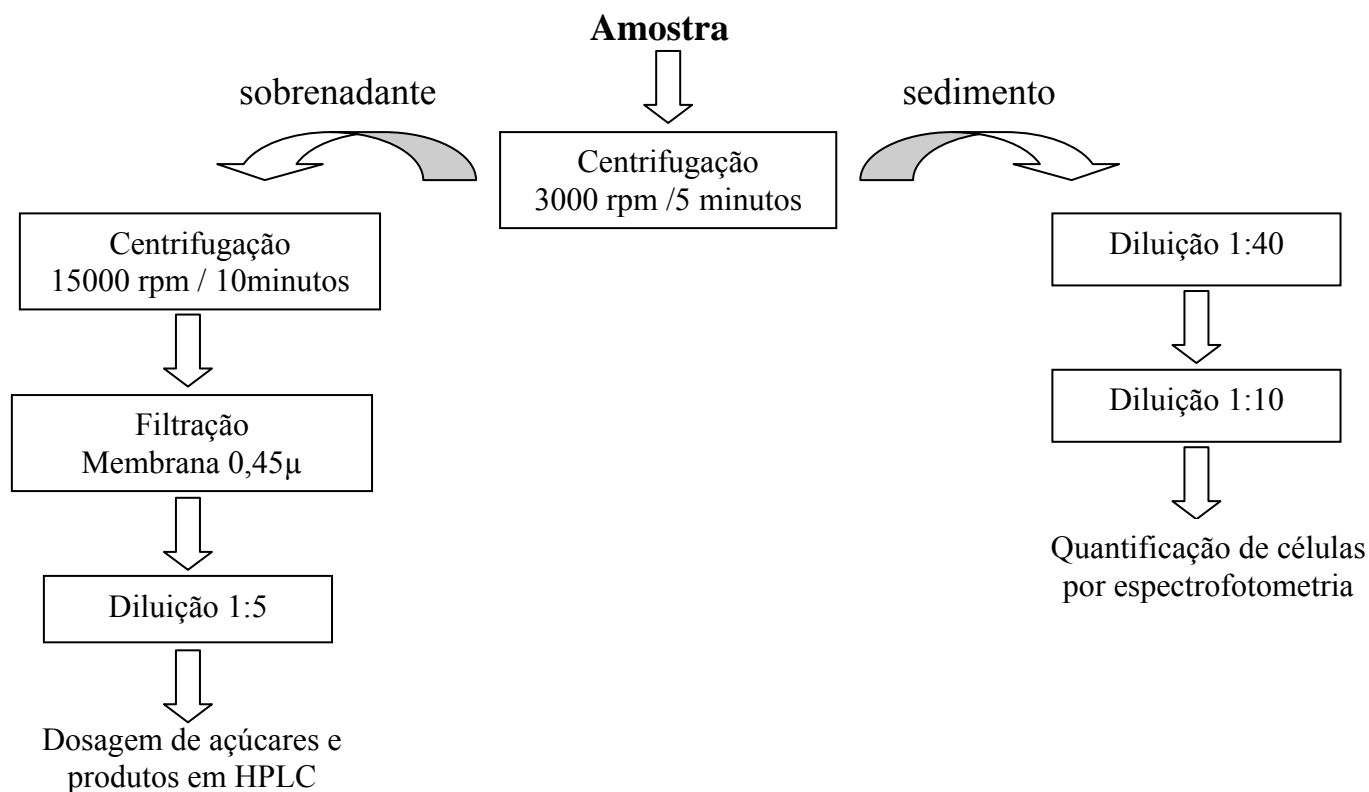 Amostra
sobrenadante
sedimento
Centrifugação
3000 rpm /5 minutos
Centrifugação
15000 rpm / 10minutos
Filtração
Membrana 0,45µ
Diluição 1:5
Dosagem de açúcares e
produtos em HPLC
Diluição 1:40
Diluição 1:10
Quantificação de células
por espectrofotometria